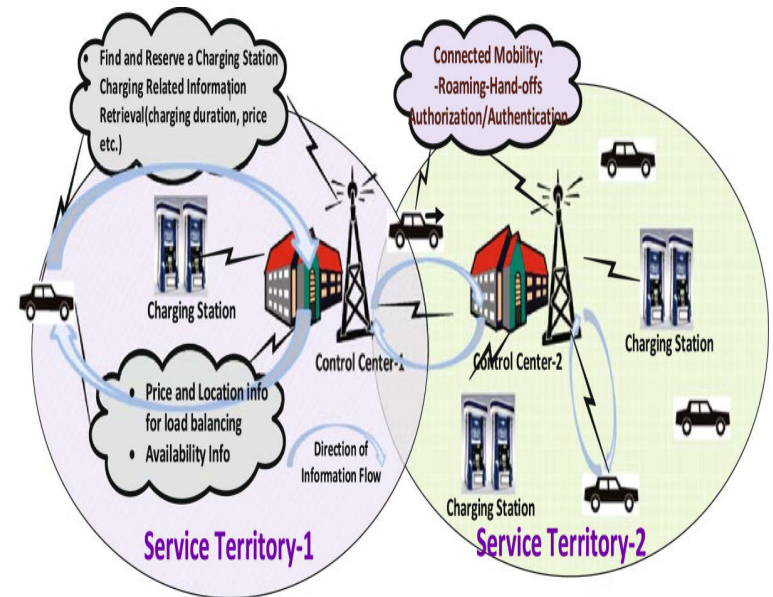 • Find and Reserve a Charging Station
• Charging Related Information
Retrieval(charging duration, price
etc.)
Connected Mobility:
-Roaming-Hand-offs
Authorization/Authentication
Charging Station
Control Center-1
Control Center-2
Charging Station
• Price and Location info
for load balancing
• Availability Info
Direction of
Information Flow
Charging Station
Service Territory-1
Service Territory-2